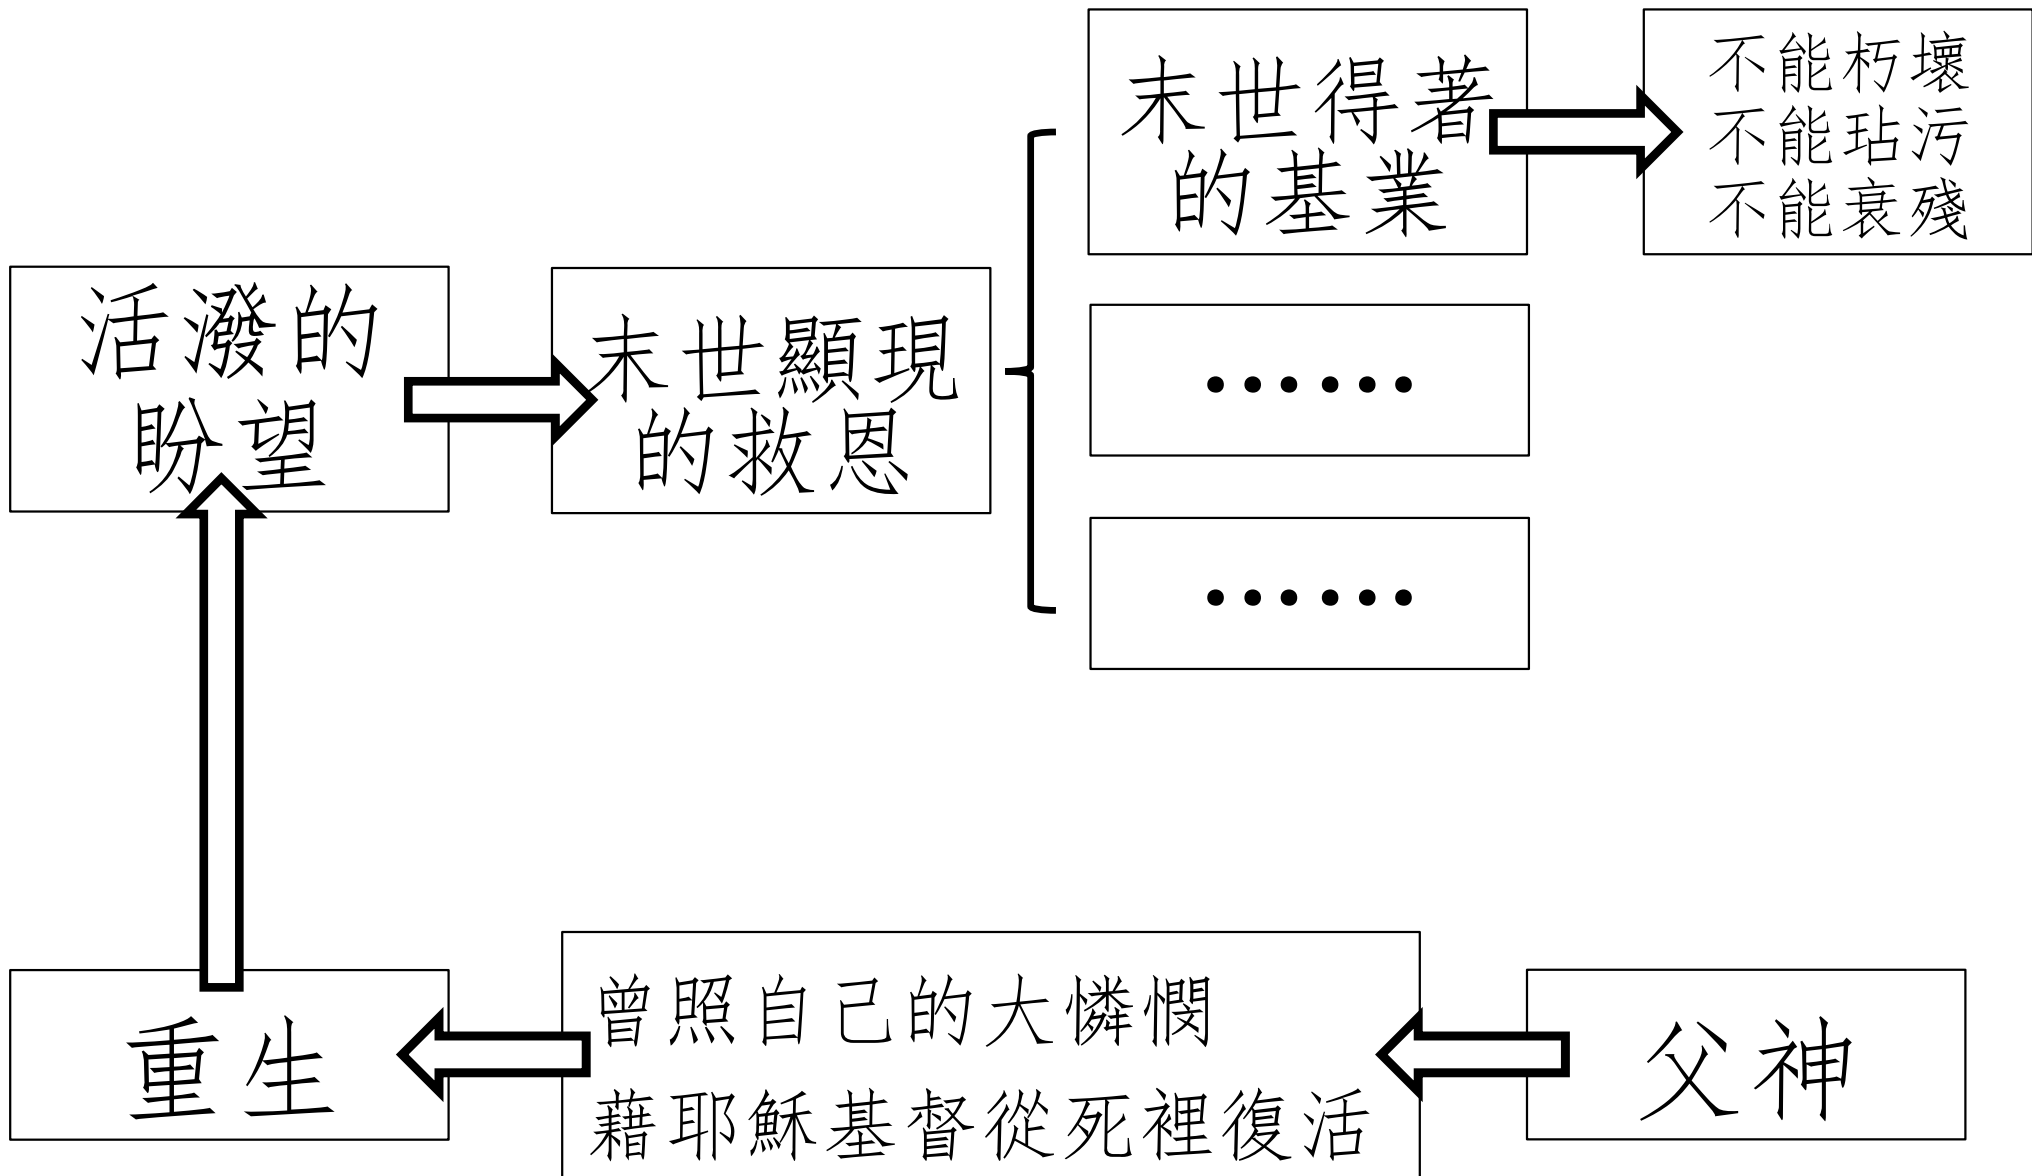 末世得著
的基業
不能朽壞
不能玷污
不能衰殘
活潑的
盼望
末世顯現
的救恩
••••••
••••••
重生
曾照自己的大憐憫
藉耶穌基督從死裡復活
父神